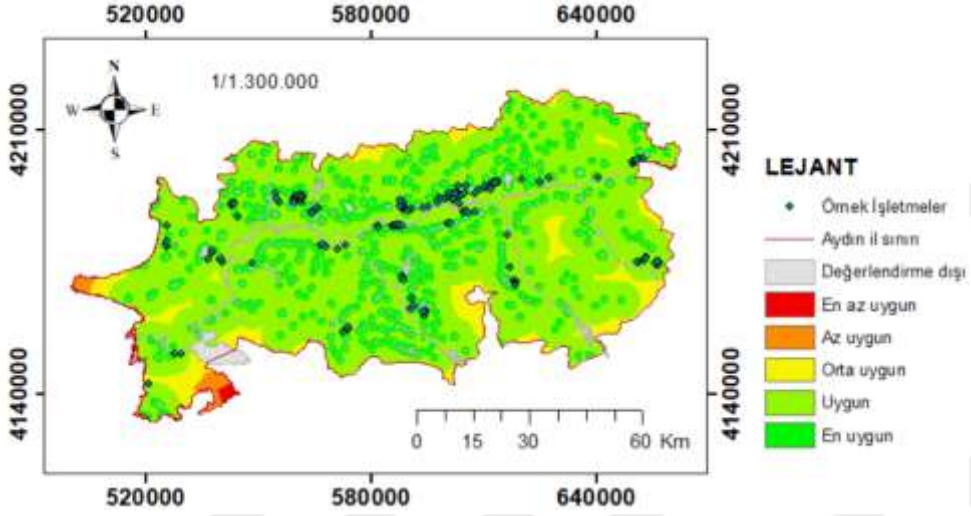 520000 580000 640000
N
W E
S
1/1.300.000
4210000
4210000
4140000
4140000
0 15 30 60 Km
520000 580000 640000
LEJANT
Örnek İşletmeler
Aydın il sınırı
Değerlendirme dışı
En az uygun
Az uygun
Orta uygun
Uygun
En uygun